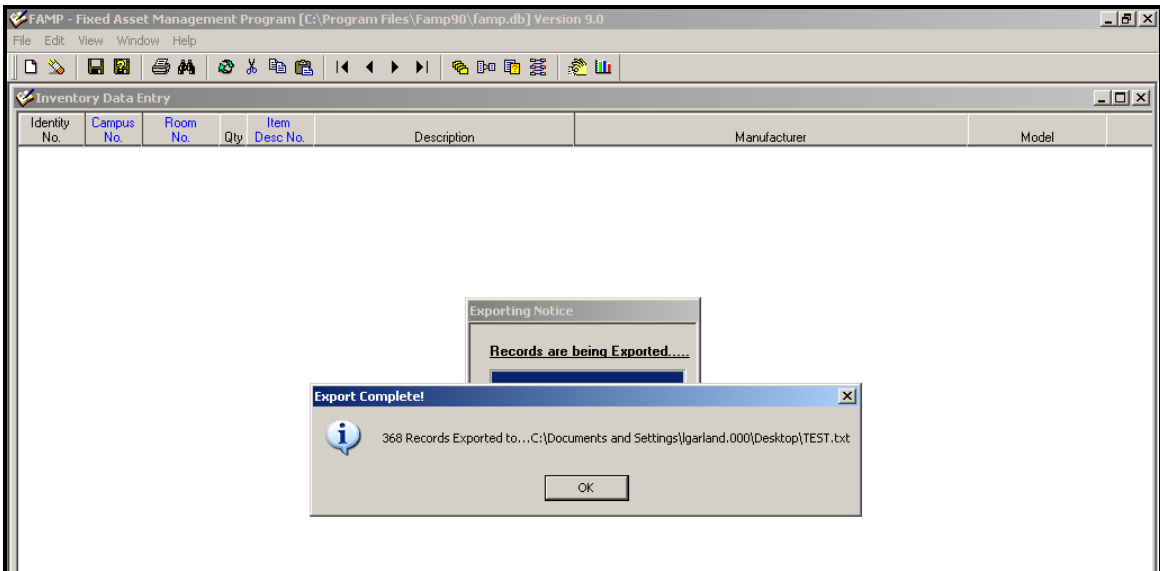 FAMP - Fixed Asset Management Program [C:\Program Files\Famp90\famp.db] Version 9.0
File Edit View Window Help
Inventory Data Entry
Identity No. Campus No. Room No. Qty Item Desc No. Description Manufacturer Model
Exporting Notice
Records are being Exported.....
Export Complete!
368 Records Exported to...C:\Documents and Settings\lgarland.000\Desktop\TEST.txt
OK